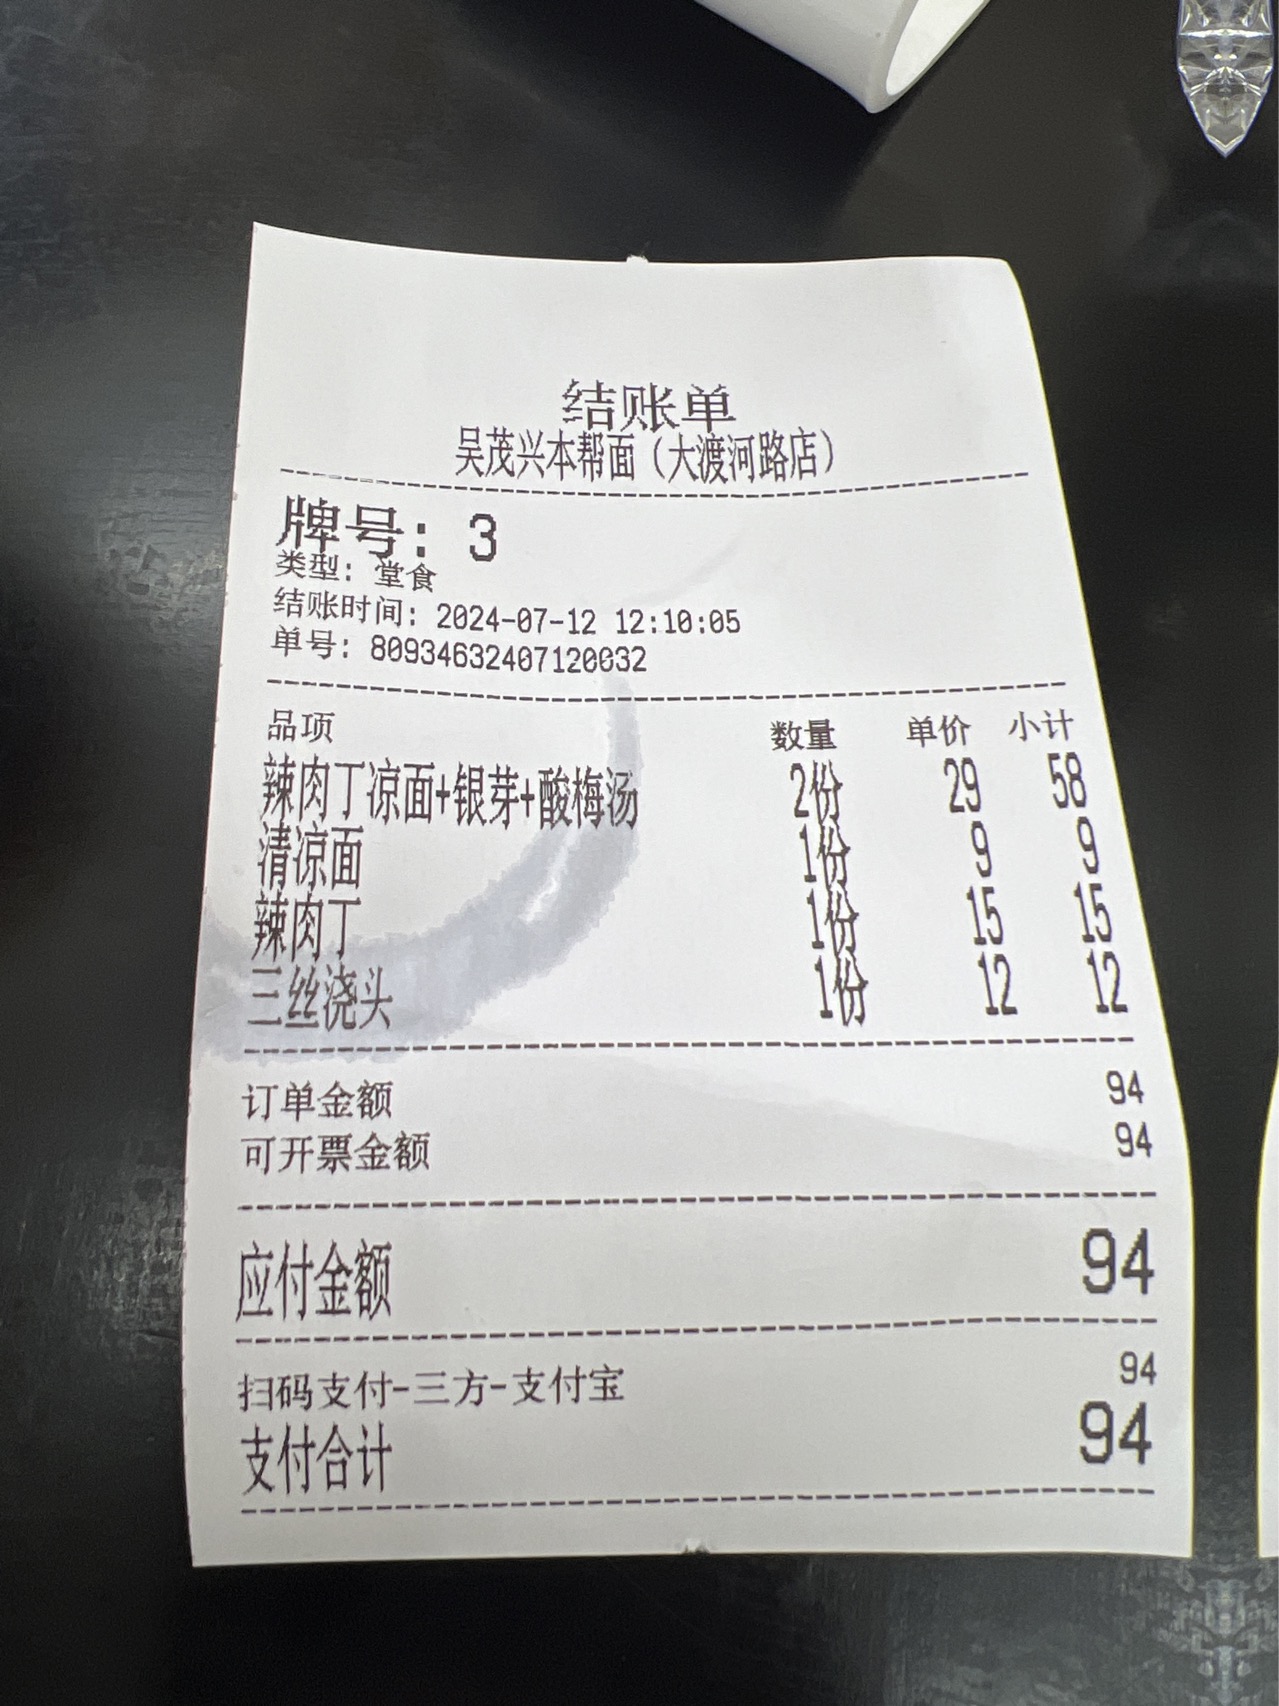 结账单
吴茂兴本帮面（大渡河路店）
牌号：3
类型：堂食
结账时间：2024-07-12 12:10:05
单号：80934632407120032
品项 数量 单价 小计
辣肉丁凉面+银芽+酸梅汤 2份 29 58
清凉面 1份 9 9
辣肉丁 1份 15 15
三丝浇头 1份 12 12
订单金额 94
可开票金额 94
应付金额 94
扫码支付-三方-支付宝 94
支付合计 94